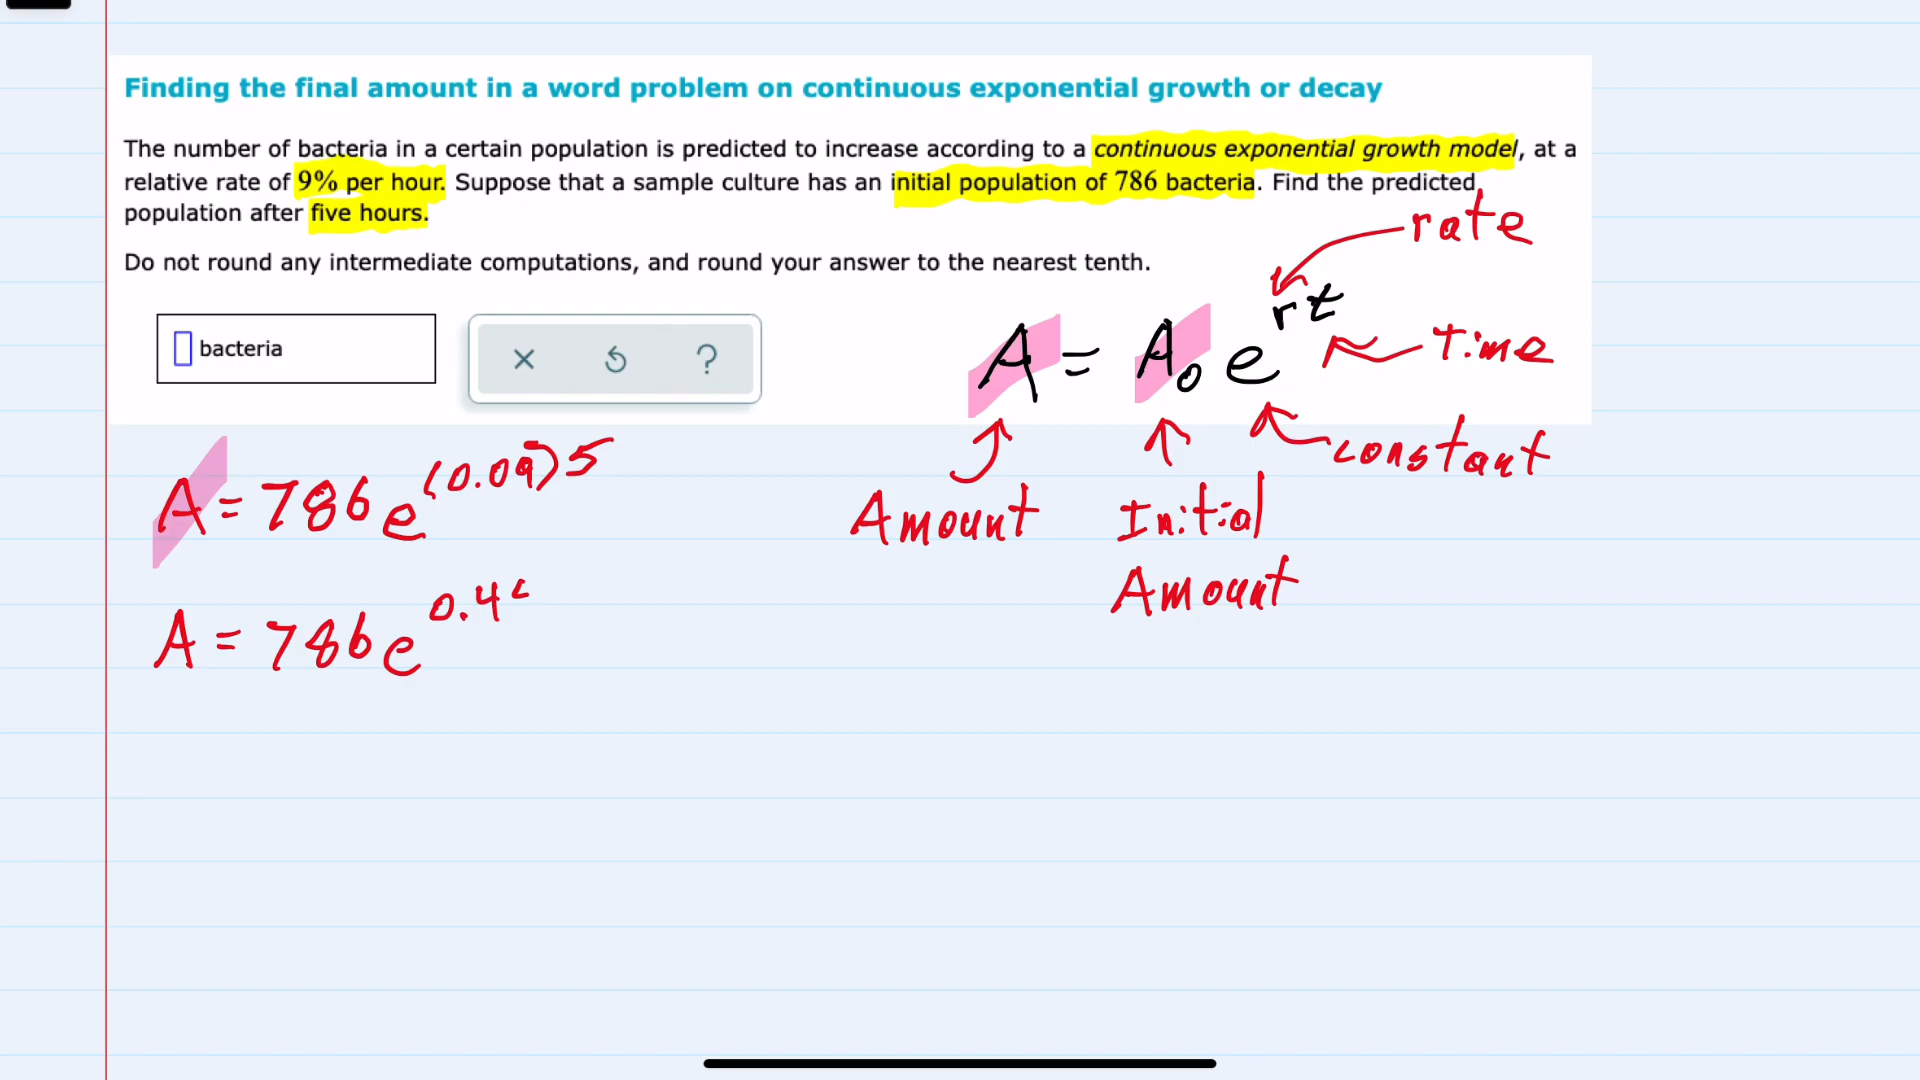 Finding the final amount in a word problem on continuous exponential growth or decay
The number of bacteria in a certain population is predicted to increase according to a continuous exponential growth model, at a
relative rate of 9% per hour. Suppose that a sample culture has an initial population of 786 bacteria. Find the predicted
population after five hours.
Do not round any intermediate computations, and round your answer to the nearest tenth.
bacteria
× ↺ ?
rate
A = A₀ e^rt
Time
constant
Amount
Initial
Amount
A = 786 e^(0.09)5
A = 786 e^0.4